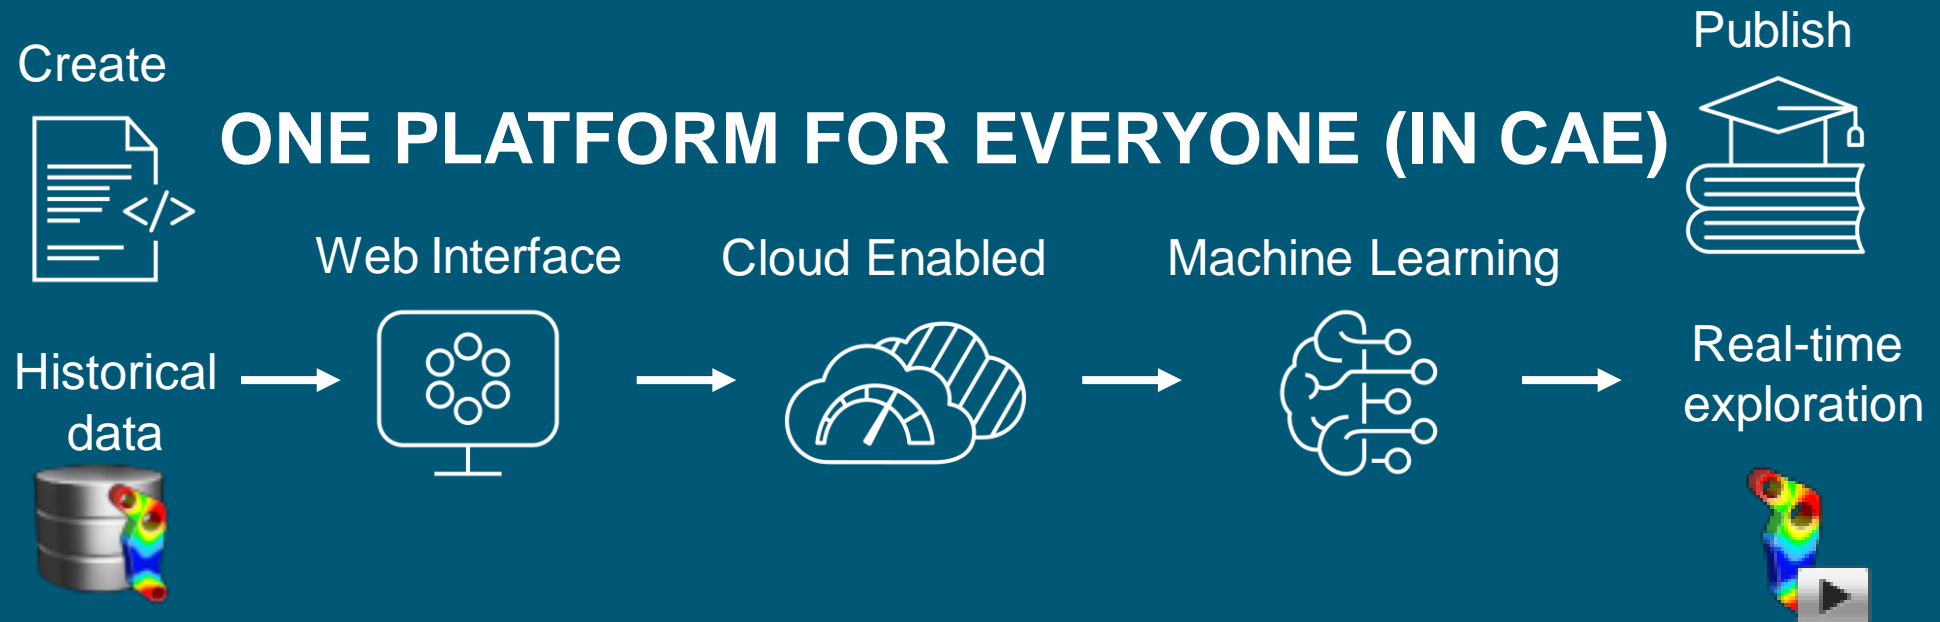 Create
Publish
ONE PLATFORM FOR EVERYONE (IN CAE)
</>
Web Interface
Cloud Enabled
Machine Learning
Historical
data
Real-time
exploration